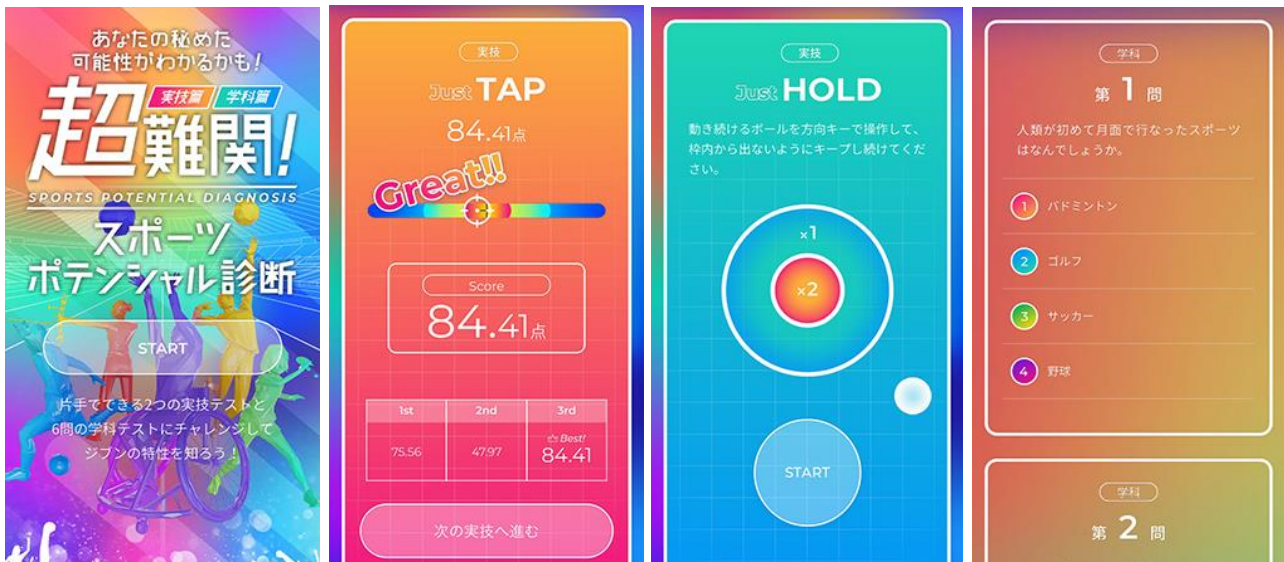 あなたの秘めた
可能性がわかるかも!
超難関!
実技篇
学科篇
SPORTS POTENTIAL DIAGNOSIS
スポーツ
ポテンシャル診断
START
片手でできる2つの実技テストと
6問の学科テストにチャレンジして
ジブンの特性を知ろう!
実技
Just TAP
84.41点
Great!!
Score
84.41点
1st 2nd 3rd
Best!
75.56 47.97 84.41
次の実技へ進む
実技
Just HOLD
動き続けるボールを方向キーで操作して、
枠内から出ないようにキープし続けてくだ
さい。
×1
×2
START
学科
第1問
人類が初めて月面で行なったスポーツ
はなんでしょうか。
1 バドミントン
2 ゴルフ
3 サッカー
4 野球
学科
第2問